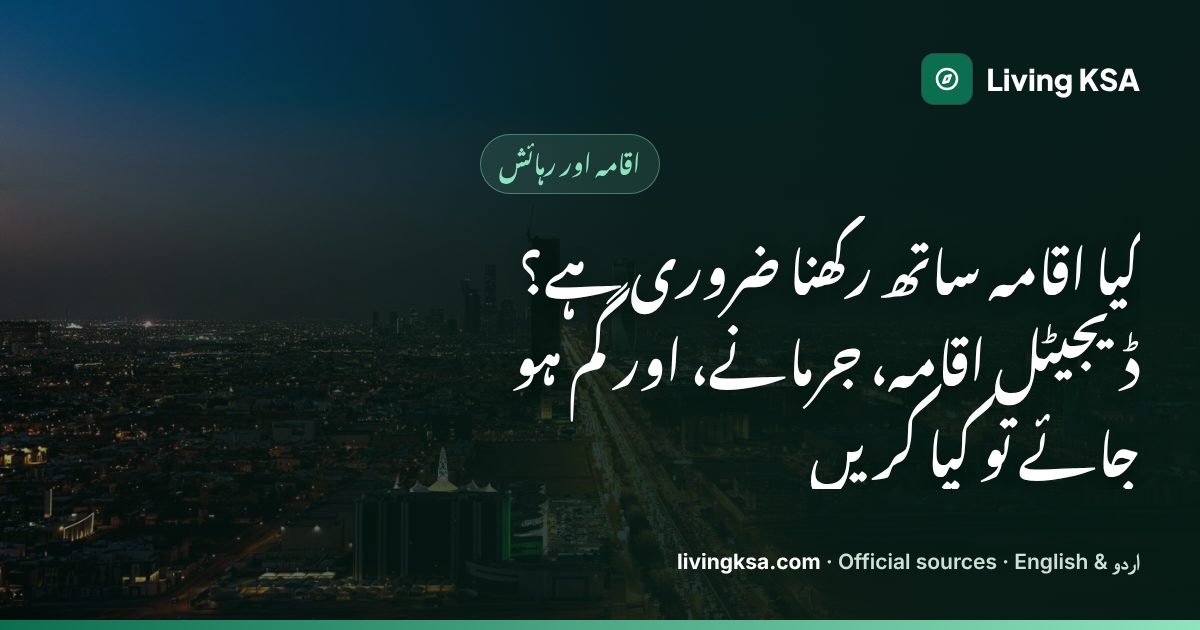 Living KSA
اقامہ اور رہائش
کیا اقامہ ساتھ رکھنا ضروری ہے؟
ڈیجیٹل اقامہ، جرمانے، اور گم ہو
جائے تو کیا کریں
livingksa.com · Official sources · English & اردو